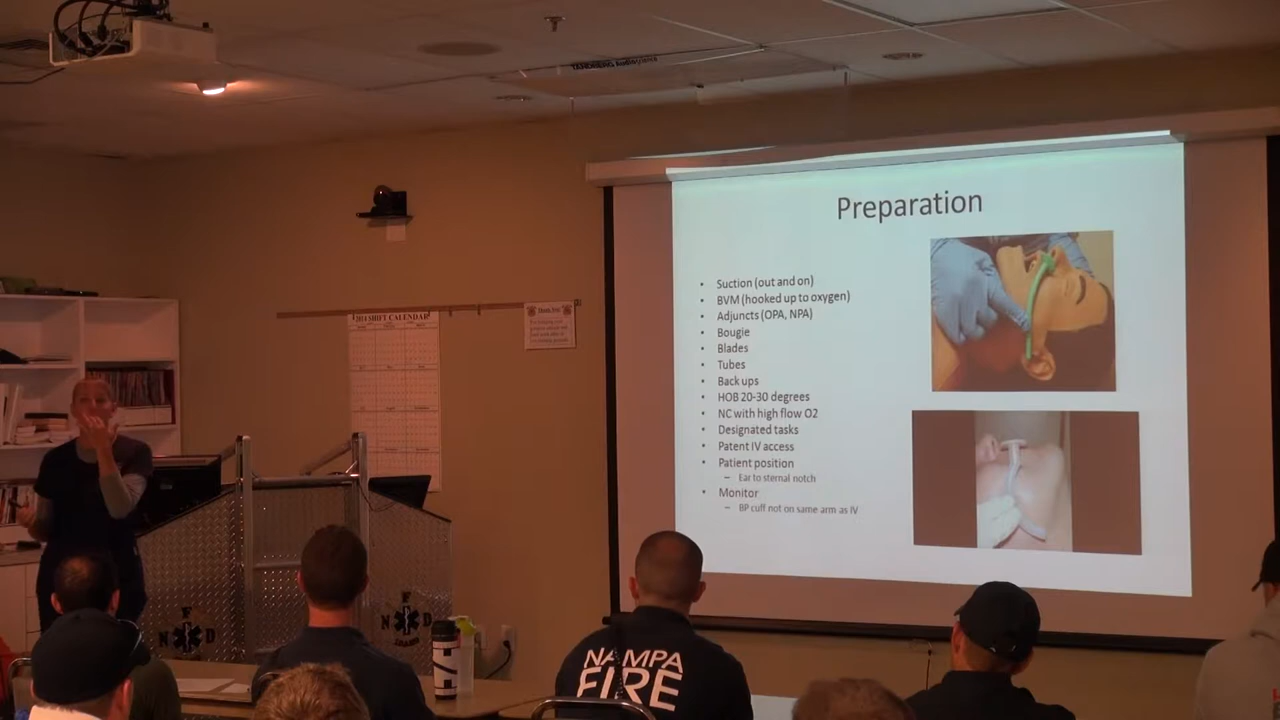 Preparation
Suction (out and on)
BVM (hooked up to oxygen)
Adjuncts (OPA, NPA)
Bougie
Blades
Tubes
Back ups
HOB 20-30 degrees
NC with high flow O2
Designated tasks
Patent IV access
Patient position
– Ear to sternal notch
Monitor
– BP cuff not on same arm as IV
2014 SHIFT CALENDAR
N F D
N D
NAMPA
FIRE